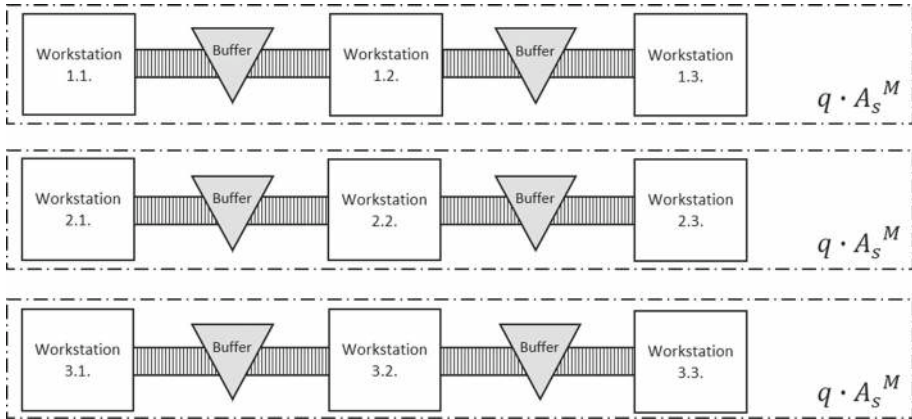 Workstation
1.1.
Buffer
Workstation
1.2.
Buffer
Workstation
1.3.
q · A_s^M
Workstation
2.1.
Buffer
Workstation
2.2.
Buffer
Workstation
2.3.
q · A_s^M
Workstation
3.1.
Buffer
Workstation
3.2.
Buffer
Workstation
3.3.
q · A_s^M